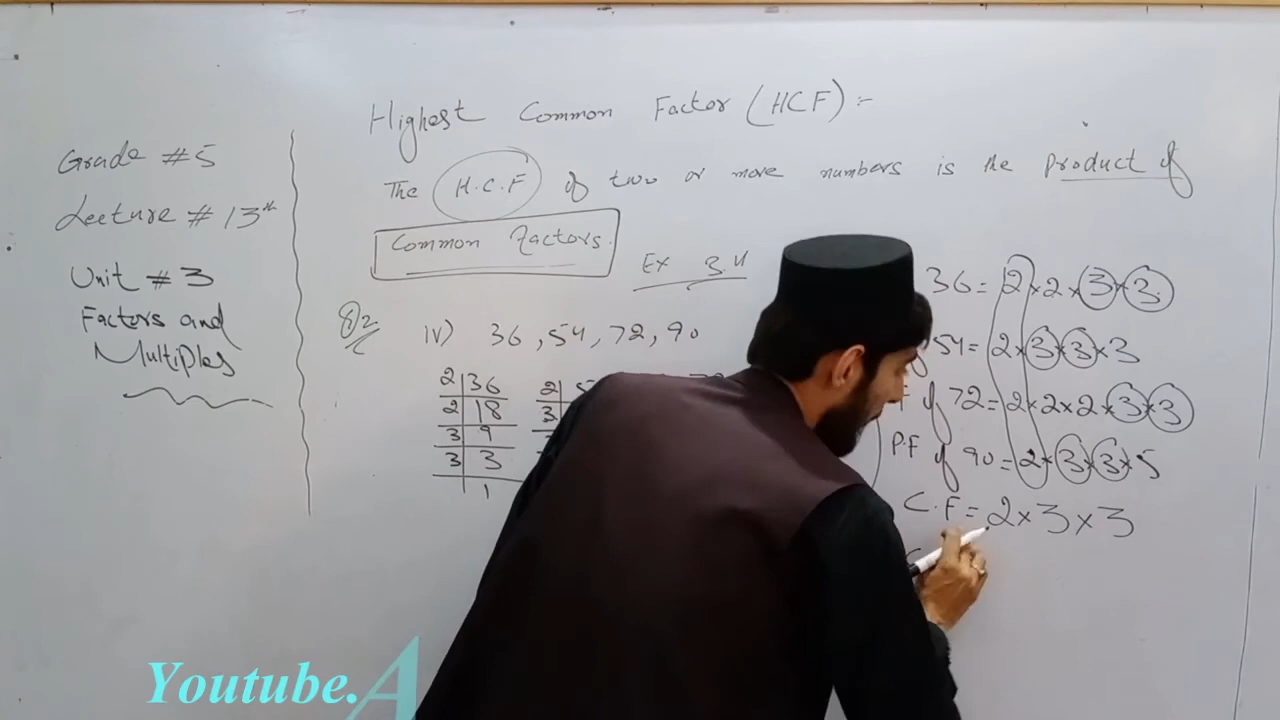 Highest Common Factor (HCF) :-
The H.C.F of two or more numbers is the product of
Common Factors.
Grade #5
Lecture # 13th
Unit #3
Factors and
Multiples
Ex 3.4
Q2
iv) 36, 54, 72, 90
2 36
2 18
3 9
3 3
1
2
3
36= 2×2×3×3
54= 2×3×3×3
of 72= 2×2×2×3×3
P.F of 90= 2×3×3×5
C.F= 2×3×3
Youtube.A